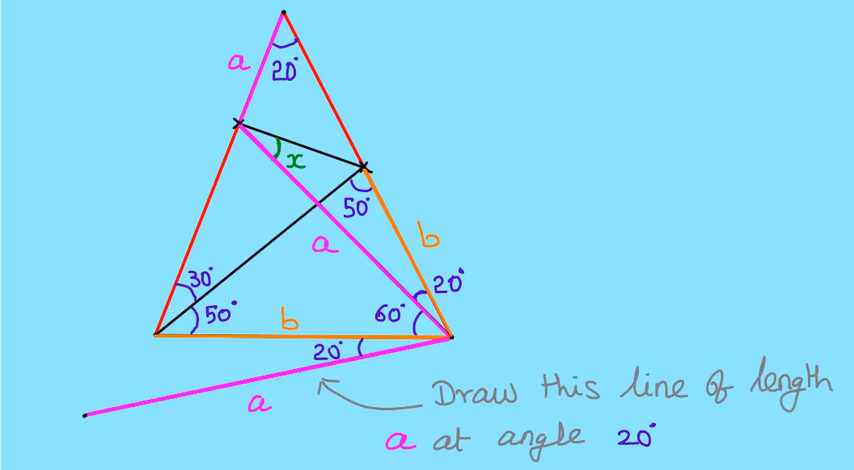 a
20°
x
50°
a
b
30°
20°
50°
b
60°
20°
Draw this line of length
a
a at angle 20°